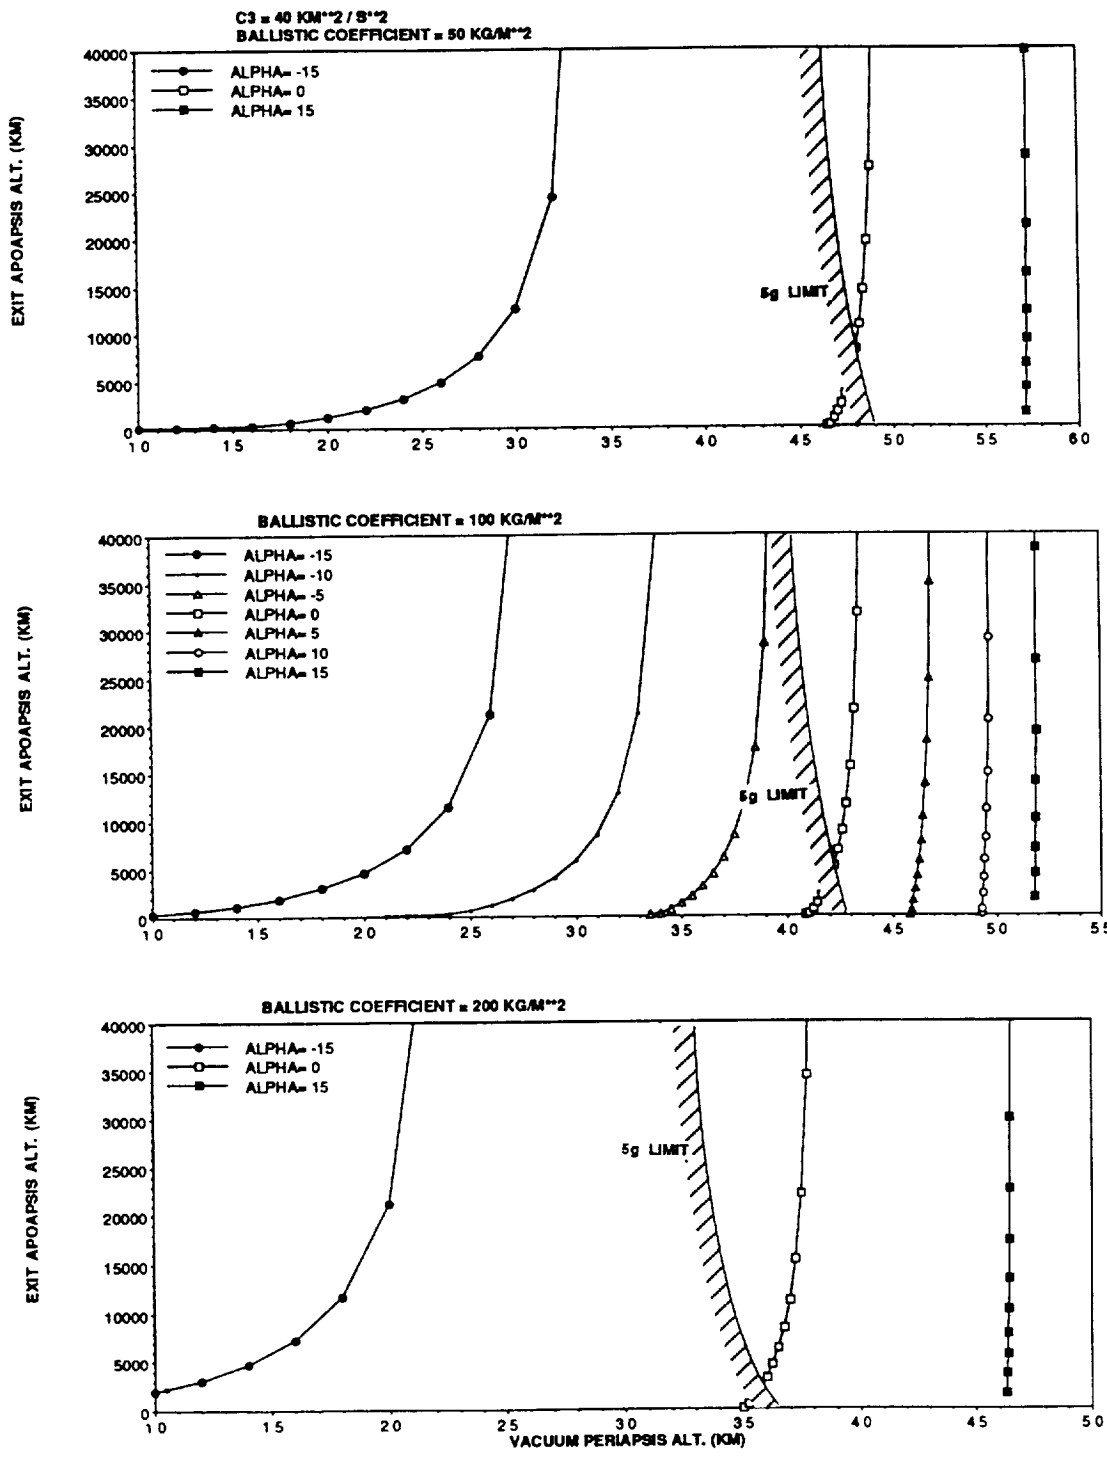 C3 = 40 KM**2 / S**2
BALLISTIC COEFFICIENT = 50 KG/M**2
EXIT APOAPSIS ALT. (KM)
40000
35000
30000
25000
20000
15000
10000
5000
0
ALPHA= -15
ALPHA= 0
ALPHA= 15
5g LIMIT
10 15 20 25 30 35 40 45 50 55 60
BALLISTIC COEFFICIENT = 100 KG/M**2
EXIT APOAPSIS ALT. (KM)
40000
35000
30000
25000
20000
15000
10000
5000
0
ALPHA= -15
ALPHA= -10
ALPHA= -5
ALPHA= 0
ALPHA= 5
ALPHA= 10
ALPHA= 15
5g LIMIT
10 15 20 25 30 35 40 45 50 55
BALLISTIC COEFFICIENT = 200 KG/M**2
EXIT APOAPSIS ALT. (KM)
40000
35000
30000
25000
20000
15000
10000
5000
0
ALPHA= -15
ALPHA= 0
ALPHA= 15
5g LIMIT
10 15 20 25 30 35 40 45 50
VACUUM PERIAPSIS ALT. (KM)